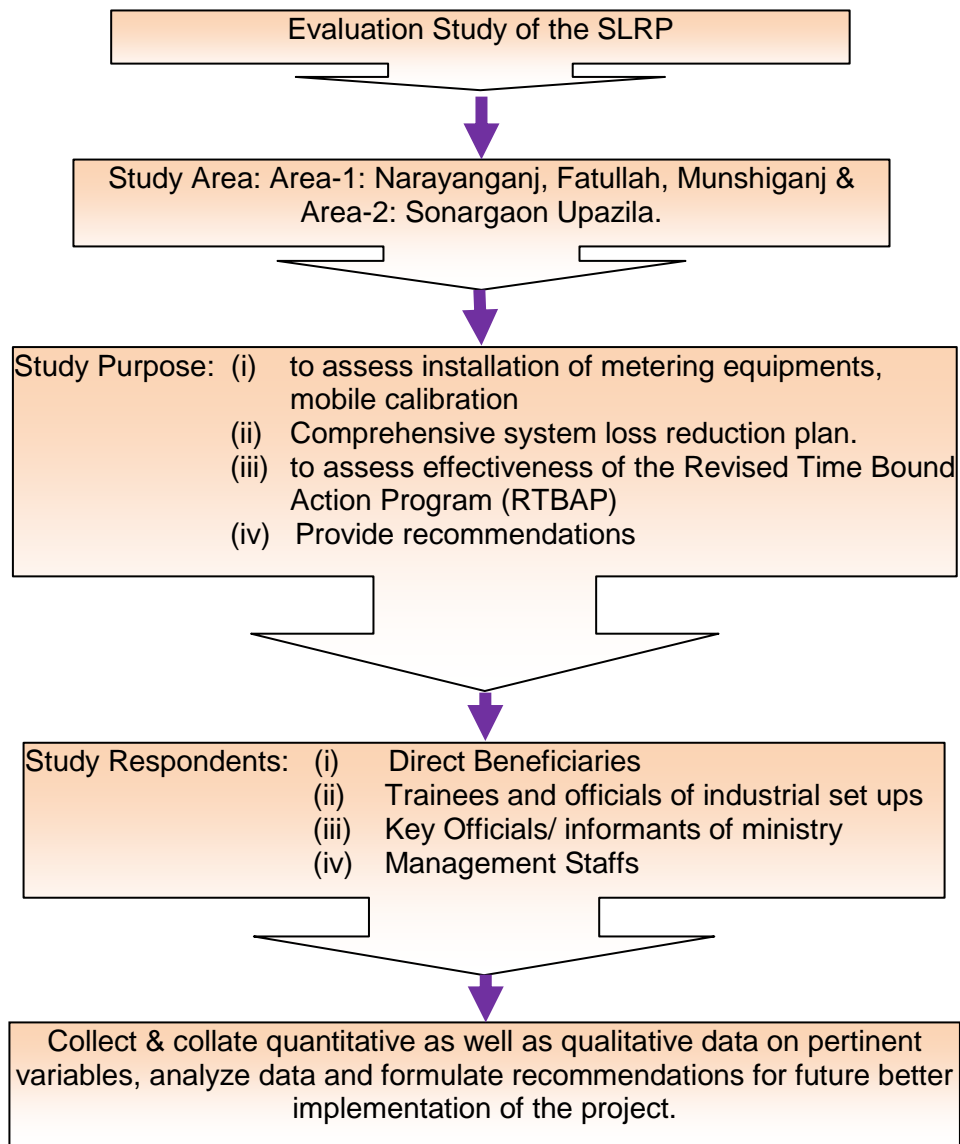 Evaluation Study of the SLRP
Study Area: Area-1: Narayanganj, Fatullah, Munshiganj &
Area-2: Sonargaon Upazila.
Study Purpose: (i) to assess installation of metering equipments,
mobile calibration
(ii) Comprehensive system loss reduction plan.
(iii) to assess effectiveness of the Revised Time Bound
Action Program (RTBAP)
(iv) Provide recommendations
Study Respondents: (i) Direct Beneficiaries
(ii) Trainees and officials of industrial set ups
(iii) Key Officials/ informants of ministry
(iv) Management Staffs
Collect & collate quantitative as well as qualitative data on pertinent
variables, analyze data and formulate recommendations for future better
implementation of the project.